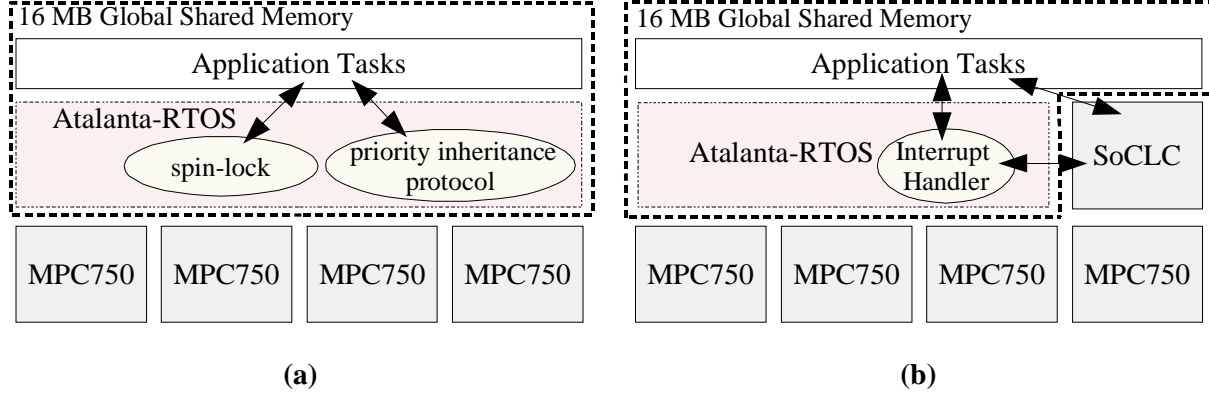 16 MB Global Shared Memory
Application Tasks
Atalanta-RTOS
spin-lock
priority inheritance
protocol
MPC750 MPC750 MPC750 MPC750
(a)
16 MB Global Shared Memory
Application Tasks
Atalanta-RTOS
Interrupt
Handler
SoCLC
MPC750 MPC750 MPC750 MPC750
(b)